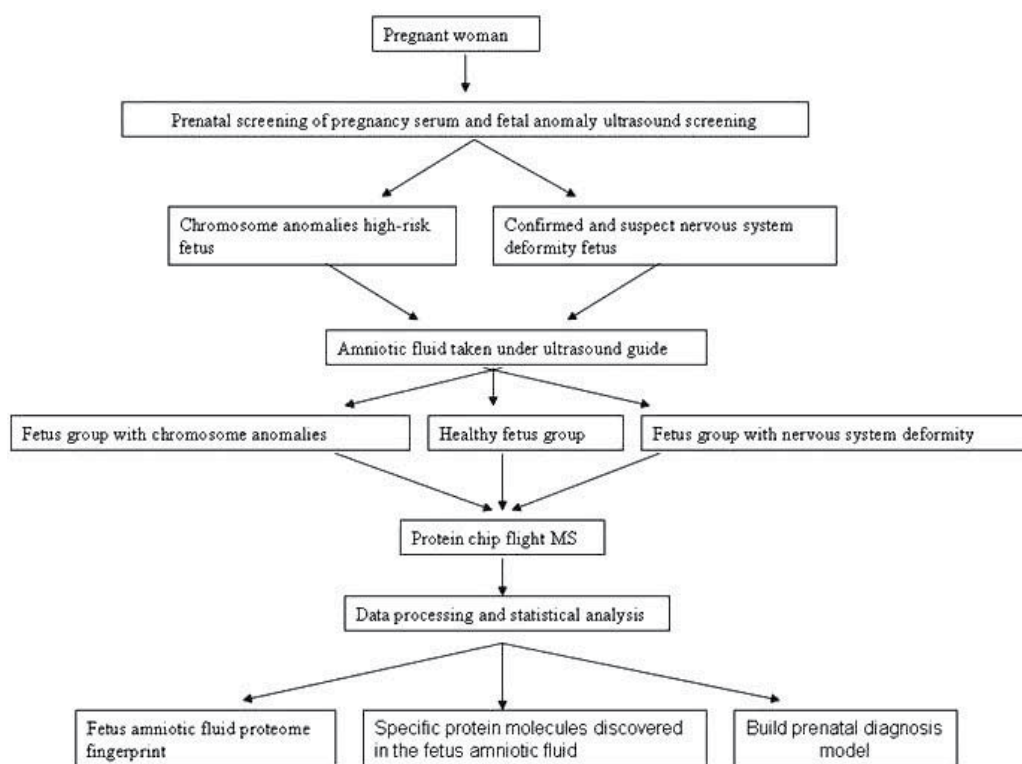 Pregnant woman
Prenatal screening of pregnancy serum and fetal anomaly ultrasound screening
Chromosome anomalies high-risk
fetus
Confirmed and suspect nervous system
deformity fetus
Amniotic fluid taken under ultrasound guide
Fetus group with chromosome anomalies
Healthy fetus group
Fetus group with nervous system deformity
Protein chip flight MS
Data processing and statistical analysis
Fetus amniotic fluid proteome
fingerprint
Specific protein molecules discovered
in the fetus amniotic fluid
Build prenatal diagnosis
model